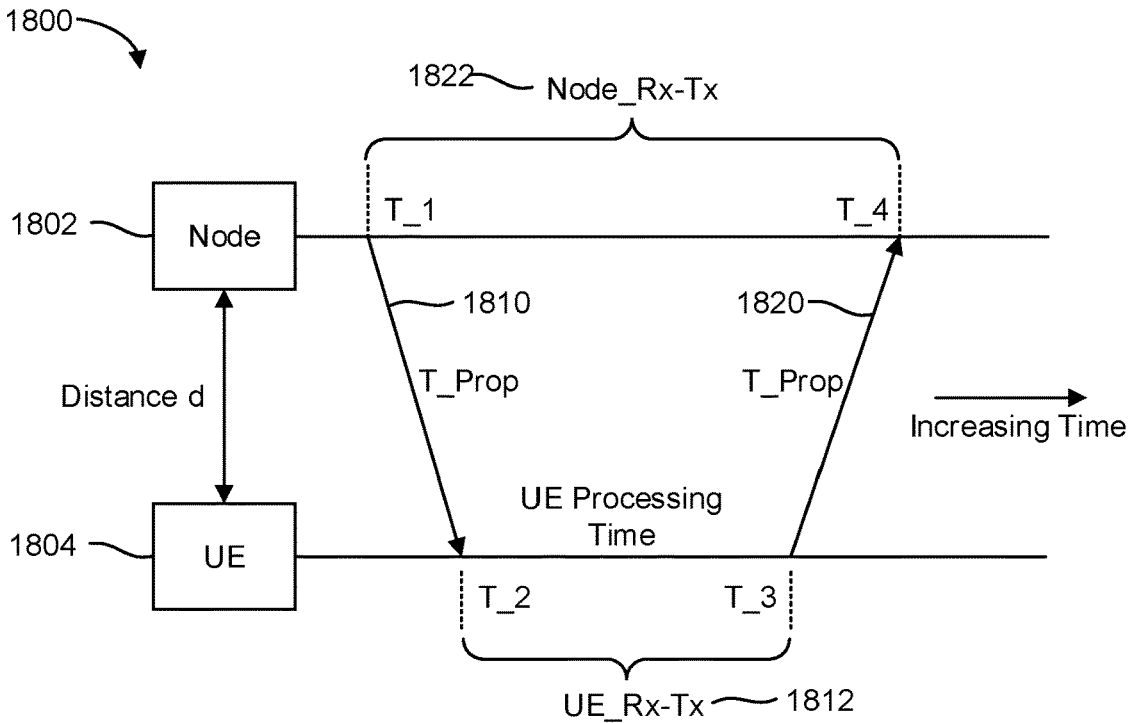 1800
1822
Node_Rx-Tx
1802
Node
T_1
T_4
1810
1820
T_Prop
T_Prop
Distance d
Increasing Time
UE Processing
Time
1804
UE
T_2
T_3
UE_Rx-Tx
1812